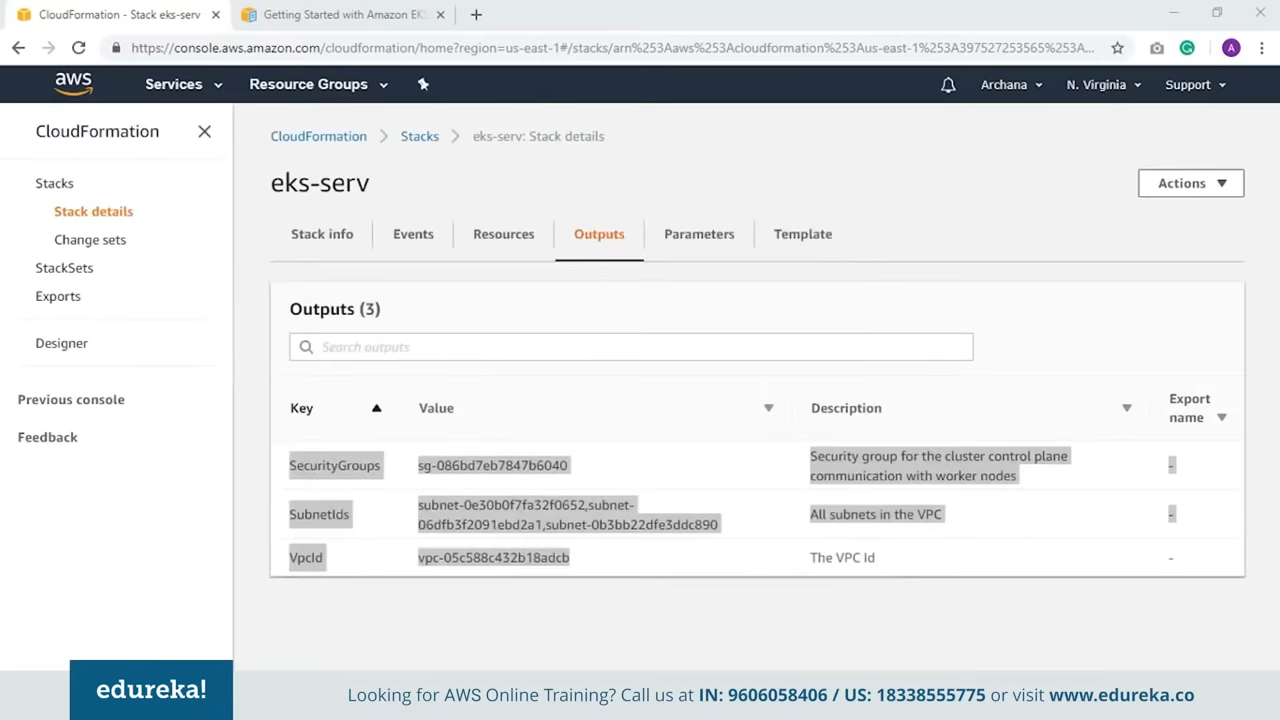 CloudFormation - Stack eks-serv
Getting Started with Amazon EKS
https://console.aws.amazon.com/cloudformation/home?region=us-east-1#/stacks/arn%253Aaws%253Acloudformation%253Aus-east-1%253A397527253565%253A...
A
aws Services Resource Groups Archana N. Virginia Support
CloudFormation
Stacks
Stack details
Change sets
StackSets
Exports
Designer
Previous console
Feedback
CloudFormation Stacks eks-serv: Stack details
eks-serv
Actions
Stack info Events Resources Outputs Parameters Template
Outputs (3)
Search outputs
Key Value Description Export name
SecurityGroups sg-086bd7eb7847b6040 Security group for the cluster control plane
communication with worker nodes -
SubnetIds subnet-0e30b0f7fa32f0652,subnet-
06dfb3f2091ebd2a1,subnet-0b3bb22dfe3ddc890 All subnets in the VPC -
VpcId vpc-05c588c432b18adcb The VPC Id -
edureka!
Looking for AWS Online Training? Call us at IN: 9606058406 / US: 18338555775 or visit www.edureka.co